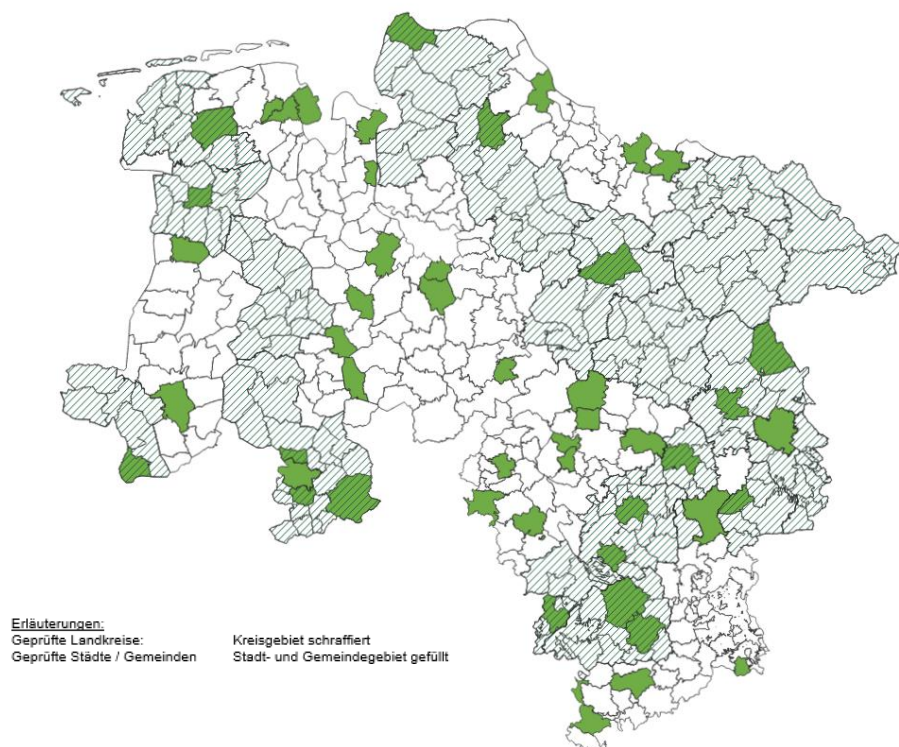 Erläuterungen:
Geprüfte Landkreise: Kreisgebiet schraffiert
Geprüfte Städte / Gemeinden Stadt- und Gemeindegebiet gefüllt